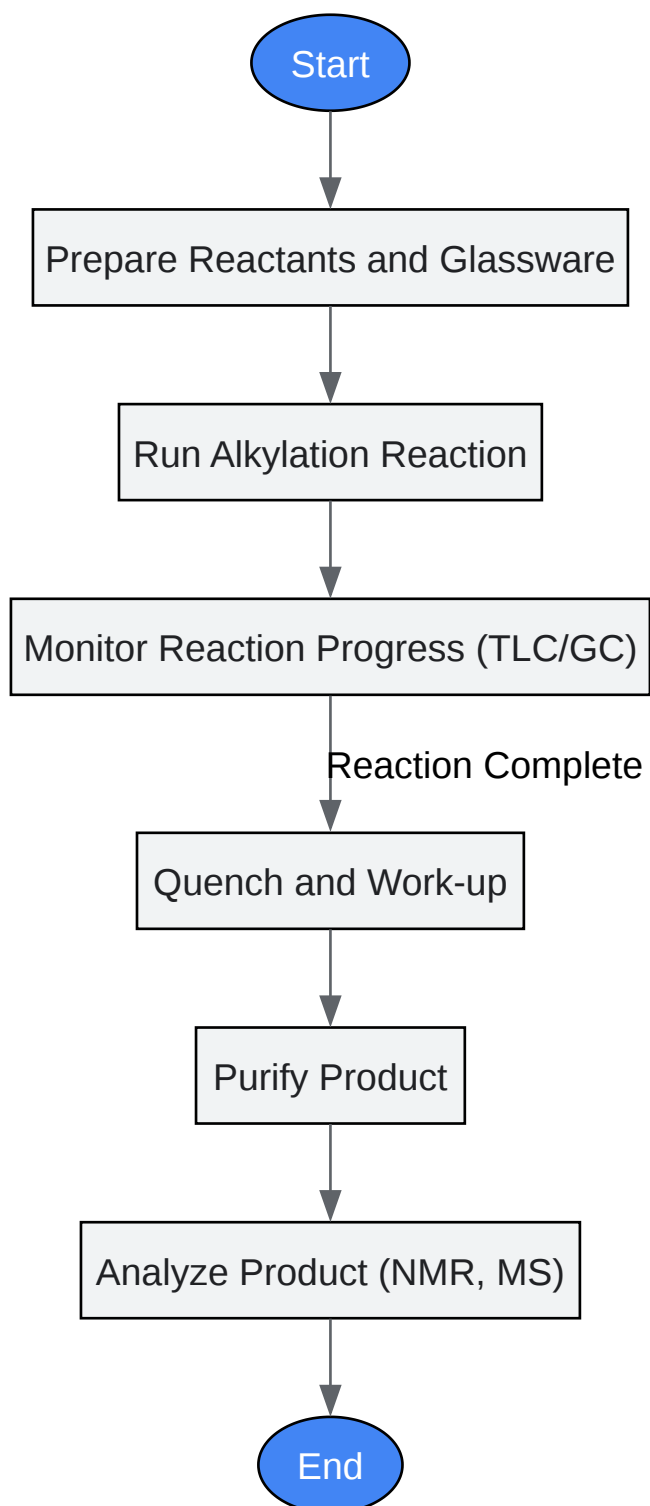 Start
Prepare Reactants and Glassware
Run Alkylation Reaction
Monitor Reaction Progress (TLC/GC)
Reaction Complete
Quench and Work-up
Purify Product
Analyze Product (NMR, MS)
End